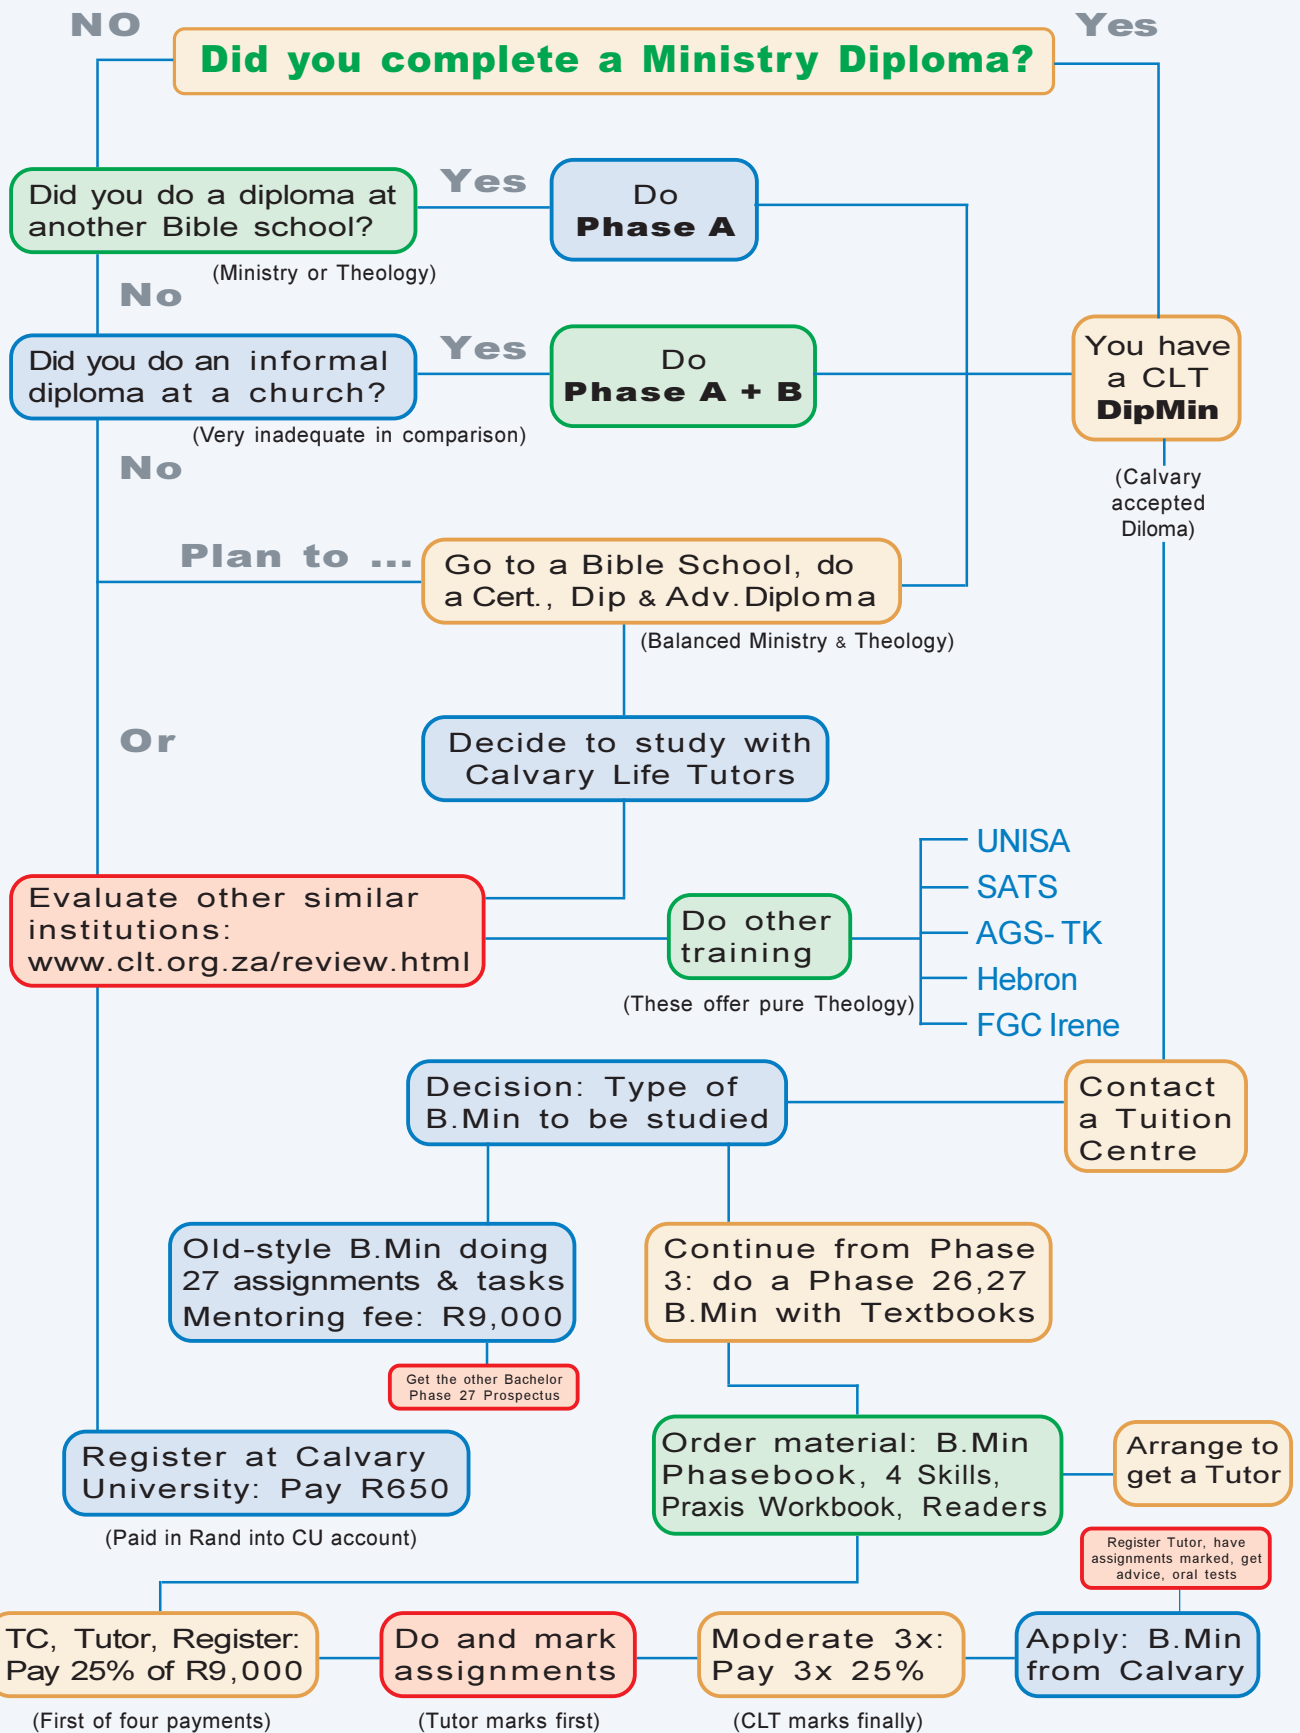 NO
Yes
Did you complete a Ministry Diploma?
Did you do a diploma at
another Bible school?
(Ministry or Theology)
Yes
Do
Phase A
No
Did you do an informal
diploma at a church?
(Very inadequate in comparison)
Yes
Do
Phase A + B
You have
a CLT
DipMin
(Calvary
accepted
Diloma)
No
Plan to ...
Go to a Bible School, do
a Cert., Dip & Adv.Diploma
(Balanced Ministry & Theology)
Or
Decide to study with
Calvary Life Tutors
Evaluate other similar
institutions:
www.clt.org.za/review.html
Do other
training
(These offer pure Theology)
UNISA
SATS
AGS- TK
Hebron
FGC Irene
Decision: Type of
B.Min to be studied
Contact
a Tuition
Centre
Old-style B.Min doing
27 assignments & tasks
Mentoring fee: R9,000
Get the other Bachelor
Phase 27 Prospectus
Continue from Phase
3: do a Phase 26,27
B.Min with Textbooks
Register at Calvary
University: Pay R650
(Paid in Rand into CU account)
Order material: B.Min
Phasebook, 4 Skills,
Praxis Workbook, Readers
Arrange to
get a Tutor
Register Tutor, have
assignments marked, get
advice, oral tests
TC, Tutor, Register:
Pay 25% of R9,000
(First of four payments)
Do and mark
assignments
(Tutor marks first)
Moderate 3x:
Pay 3x 25%
(CLT marks finally)
Apply: B.Min
from Calvary